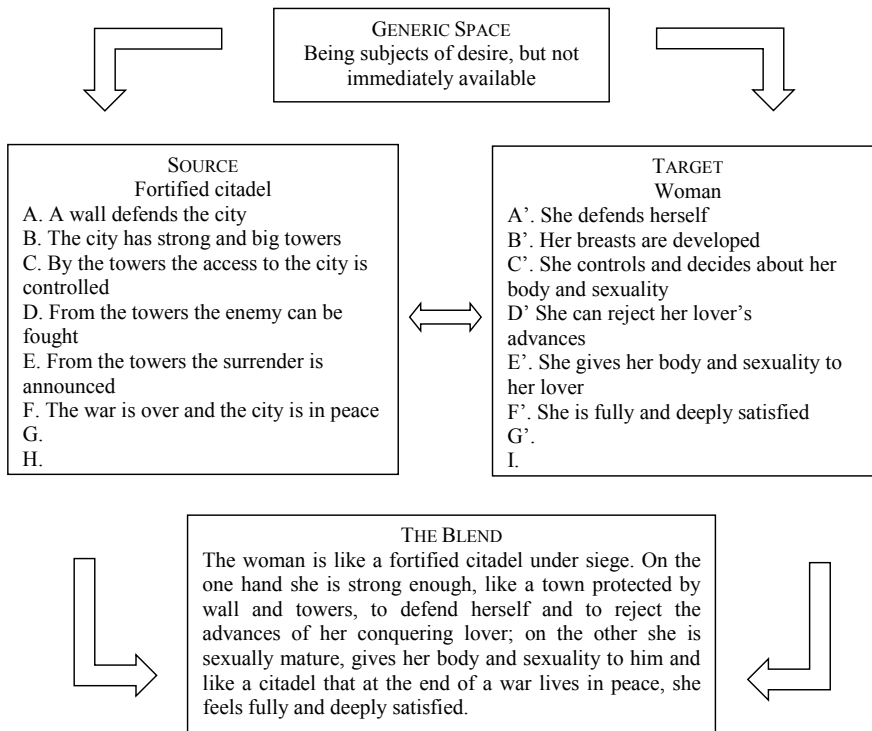 GENERIC SPACE
Being subjects of desire, but not
immediately available
SOURCE
Fortified citadel
A. A wall defends the city
B. The city has strong and big towers
C. By the towers the access to the city is
controlled
D. From the towers the enemy can be
fought
E. From the towers the surrender is
announced
F. The war is over and the city is in peace
G.
H.
TARGET
Woman
A’. She defends herself
B’. Her breasts are developed
C’. She controls and decides about her
body and sexuality
D’ She can reject her lover’s
advances
E’. She gives her body and sexuality to
her lover
F’. She is fully and deeply satisfied
G’.
I.
THE BLEND
The woman is like a fortified citadel under siege. On the
one hand she is strong enough, like a town protected by
wall and towers, to defend herself and to reject the
advances of her conquering lover; on the other she is
sexually mature, gives her body and sexuality to him and
like a citadel that at the end of a war lives in peace, she
feels fully and deeply satisfied.